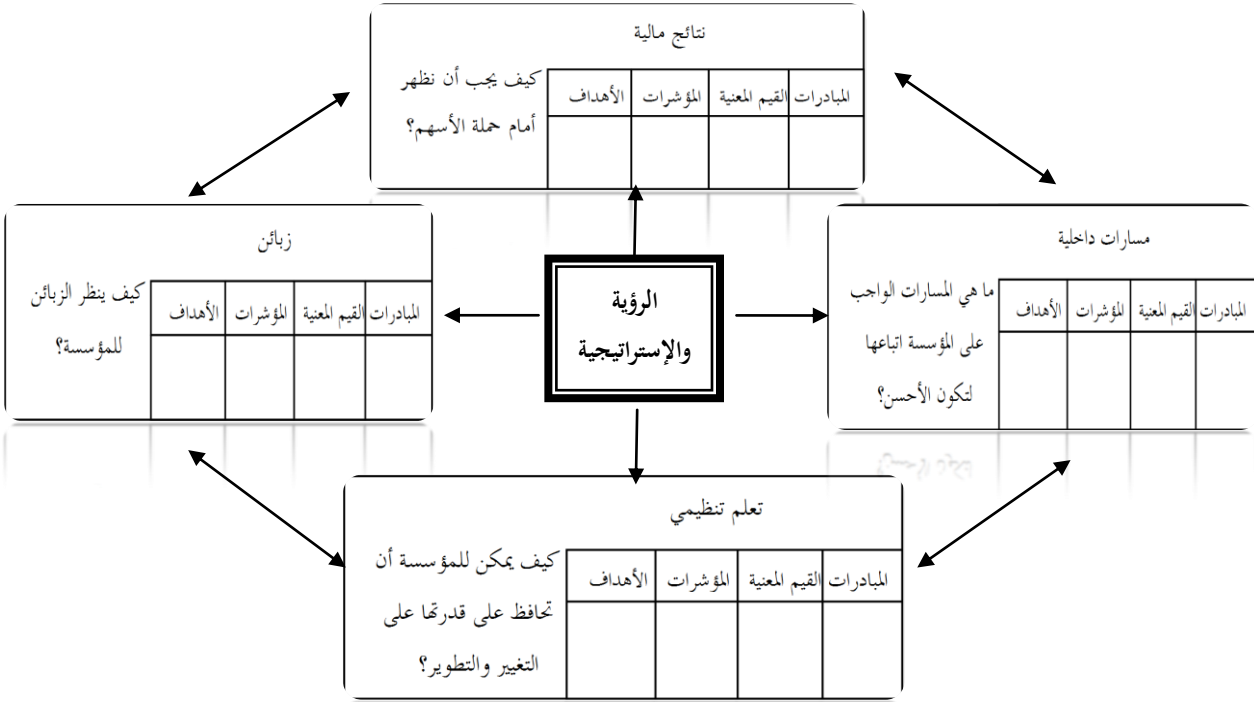 نتائج مالية
كيف يجب أن نظهر
أمام حملة الأسهم؟
الأهداف المؤشرات القيم المعنية المبادرات
مسارات داخلية
ما هي المسارات الواجب
على المؤسسة اتباعها
لتكون الأحسن؟
الأهداف المؤشرات القيم المعنية المبادرات
الرؤية
والإستراتيجية
زبائن
كيف ينظر الزبائن
للمؤسسة؟
الأهداف المؤشرات القيم المعنية المبادرات
تعلم تنظيمي
كيف يمكن للمؤسسة أن
تحافظ على قدرتها على
التغيير والتطوير؟
الأهداف المؤشرات القيم المعنية المبادرات